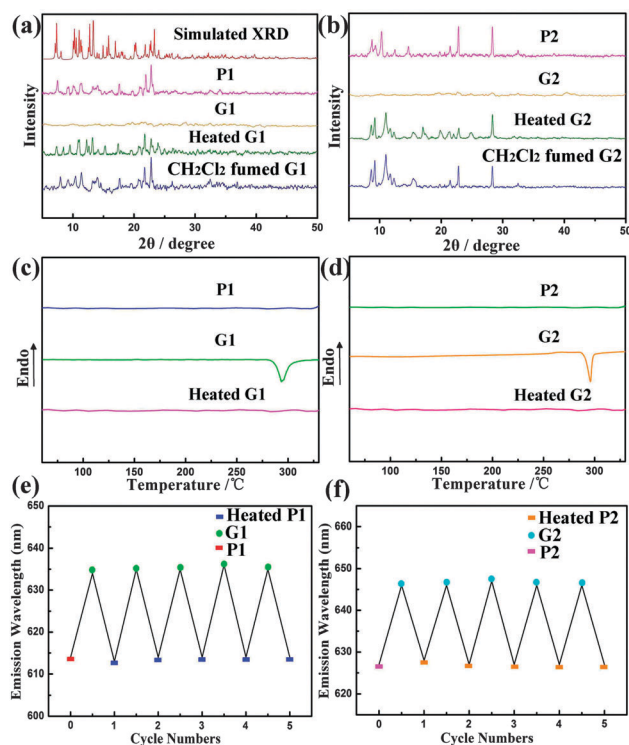 (a)
Simulated XRD
P1
G1
Heated G1
CH₂Cl₂ fumed G1
Intensity
10 20 30 40 50
2θ / degree
(b)
P2
G2
Heated G2
CH₂Cl₂ fumed G2
Intensity
10 20 30 40 50
2θ / degree
(c)
P1
G1
Heated G1
Endo
100 150 200 250 300
Temperature /℃
(d)
P2
G2
Heated G2
Endo
100 150 200 250 300
Temperature /℃
(e)
Heated P1
G1
P1
Emission Wavelength (nm)
650
640
630
620
610
600
0 1 2 3 4 5
Cycle Numbers
(f)
Heated P2
G2
P2
Emission Wavelength (nm)
660
650
640
630
620
0 1 2 3 4 5
Cycle Numbers